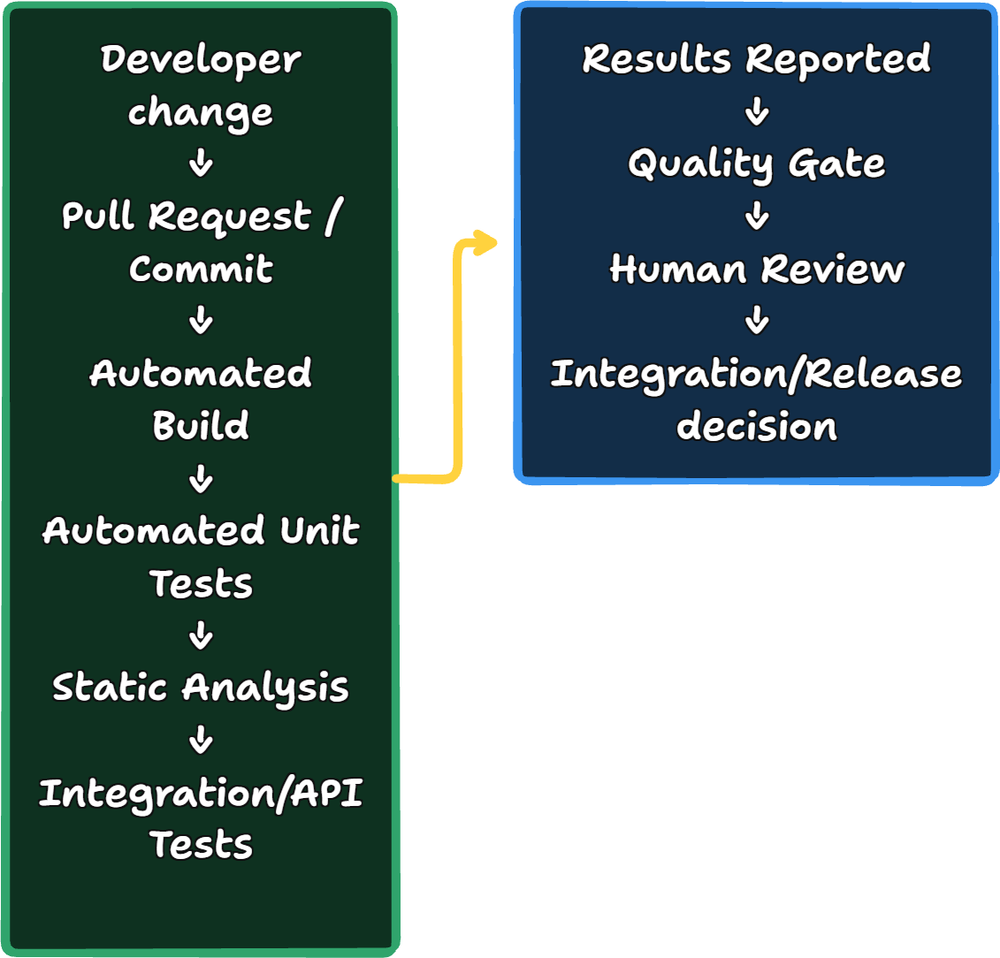 Developer
change
↓
Pull Request /
Commit
↓
Automated
Build
↓
Automated Unit
Tests
↓
Static Analysis
↓
Integration/API
Tests
Results Reported
↓
Quality Gate
↓
Human Review
↓
Integration/Release
decision